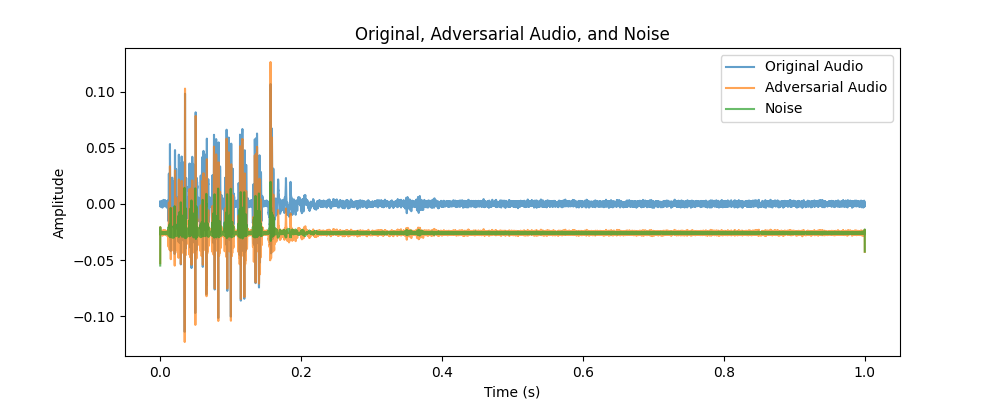 Original, Adversarial Audio, and Noise
Original Audio
Adversarial Audio
Noise
Amplitude
0.10
0.05
0.00
−0.05
−0.10
0.0
0.2
0.4
0.6
0.8
1.0
Time (s)